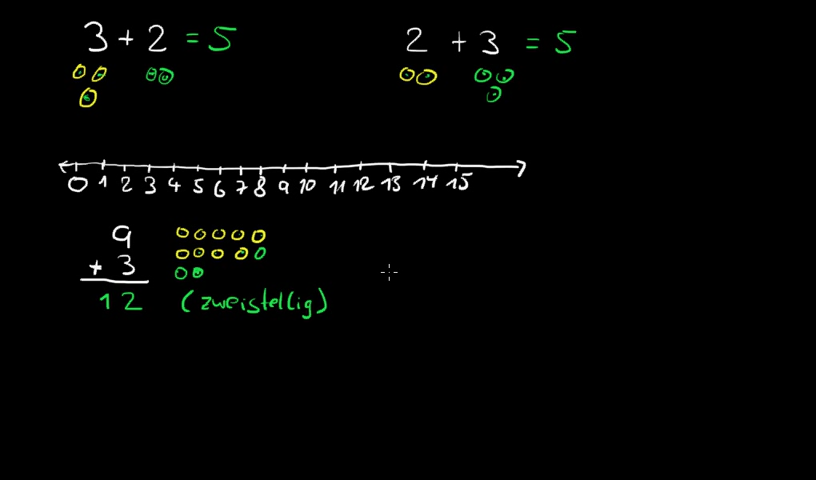 3 + 2 = 5
2 + 3 = 5
0 1 2 3 4 5 6 7 8 9 10 11 12 13 14 15
9
+ 3
12 (zweistellig)